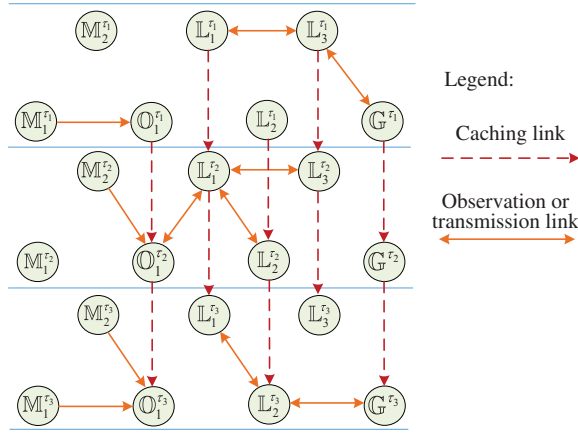 𝕄₂^τ₁ 𝕃₁^τ₁ 𝕃₃^τ₁
Legend:
𝕄₁^τ₁ 𝕆₁^τ₁ 𝕃₂^τ₁ 𝔾^τ₁
Caching link
𝕄₂^τ₂ 𝕃₁^τ₂ 𝕃₃^τ₂
Observation or
transmission link
𝕄₁^τ₂ 𝕆₁^τ₂ 𝕃₂^τ₂ 𝔾^τ₂
𝕄₂^τ₃ 𝕃₁^τ₃ 𝕃₃^τ₃
𝕄₁^τ₃ 𝕆₁^τ₃ 𝕃₂^τ₃ 𝔾^τ₃